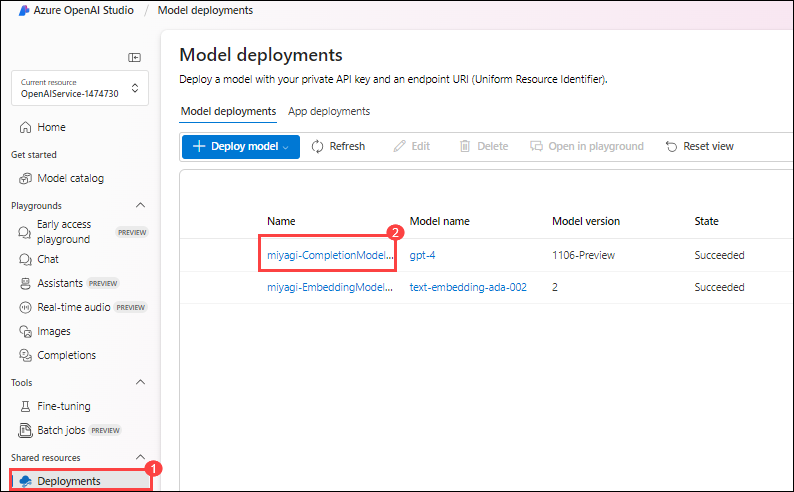 Azure OpenAI Studio / Model deployments
Current resource
OpenAIService-1474730
Home
Get started
Model catalog
Playgrounds
Early access
playground PREVIEW
Chat
Assistants PREVIEW
Real-time audio PREVIEW
Images
Completions
Tools
Fine-tuning
Batch jobs PREVIEW
Shared resources
1
Deployments
Model deployments
Deploy a model with your private API key and an endpoint URI (Uniform Resource Identifier).
Model deployments App deployments
Deploy model Refresh Edit Delete Open in playground Reset view
Name Model name Model version State
2
miyagi-CompletionModel... gpt-4 1106-Preview Succeeded
miyagi-EmbeddingModel... text-embedding-ada-002 2 Succeeded